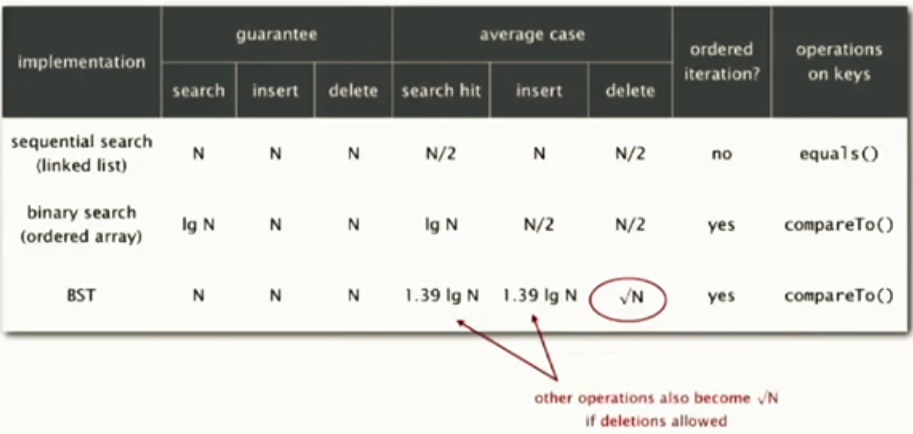 implementation guarantee average case ordered iteration? operations on keys
search insert delete search hit insert delete
sequential search (linked list) N N N N/2 N N/2 no equals()
binary search (ordered array) lg N N N lg N N/2 N/2 yes compareTo()
BST N N N 1.39 lg N 1.39 lg N √N yes compareTo()
other operations also become √N
if deletions allowed